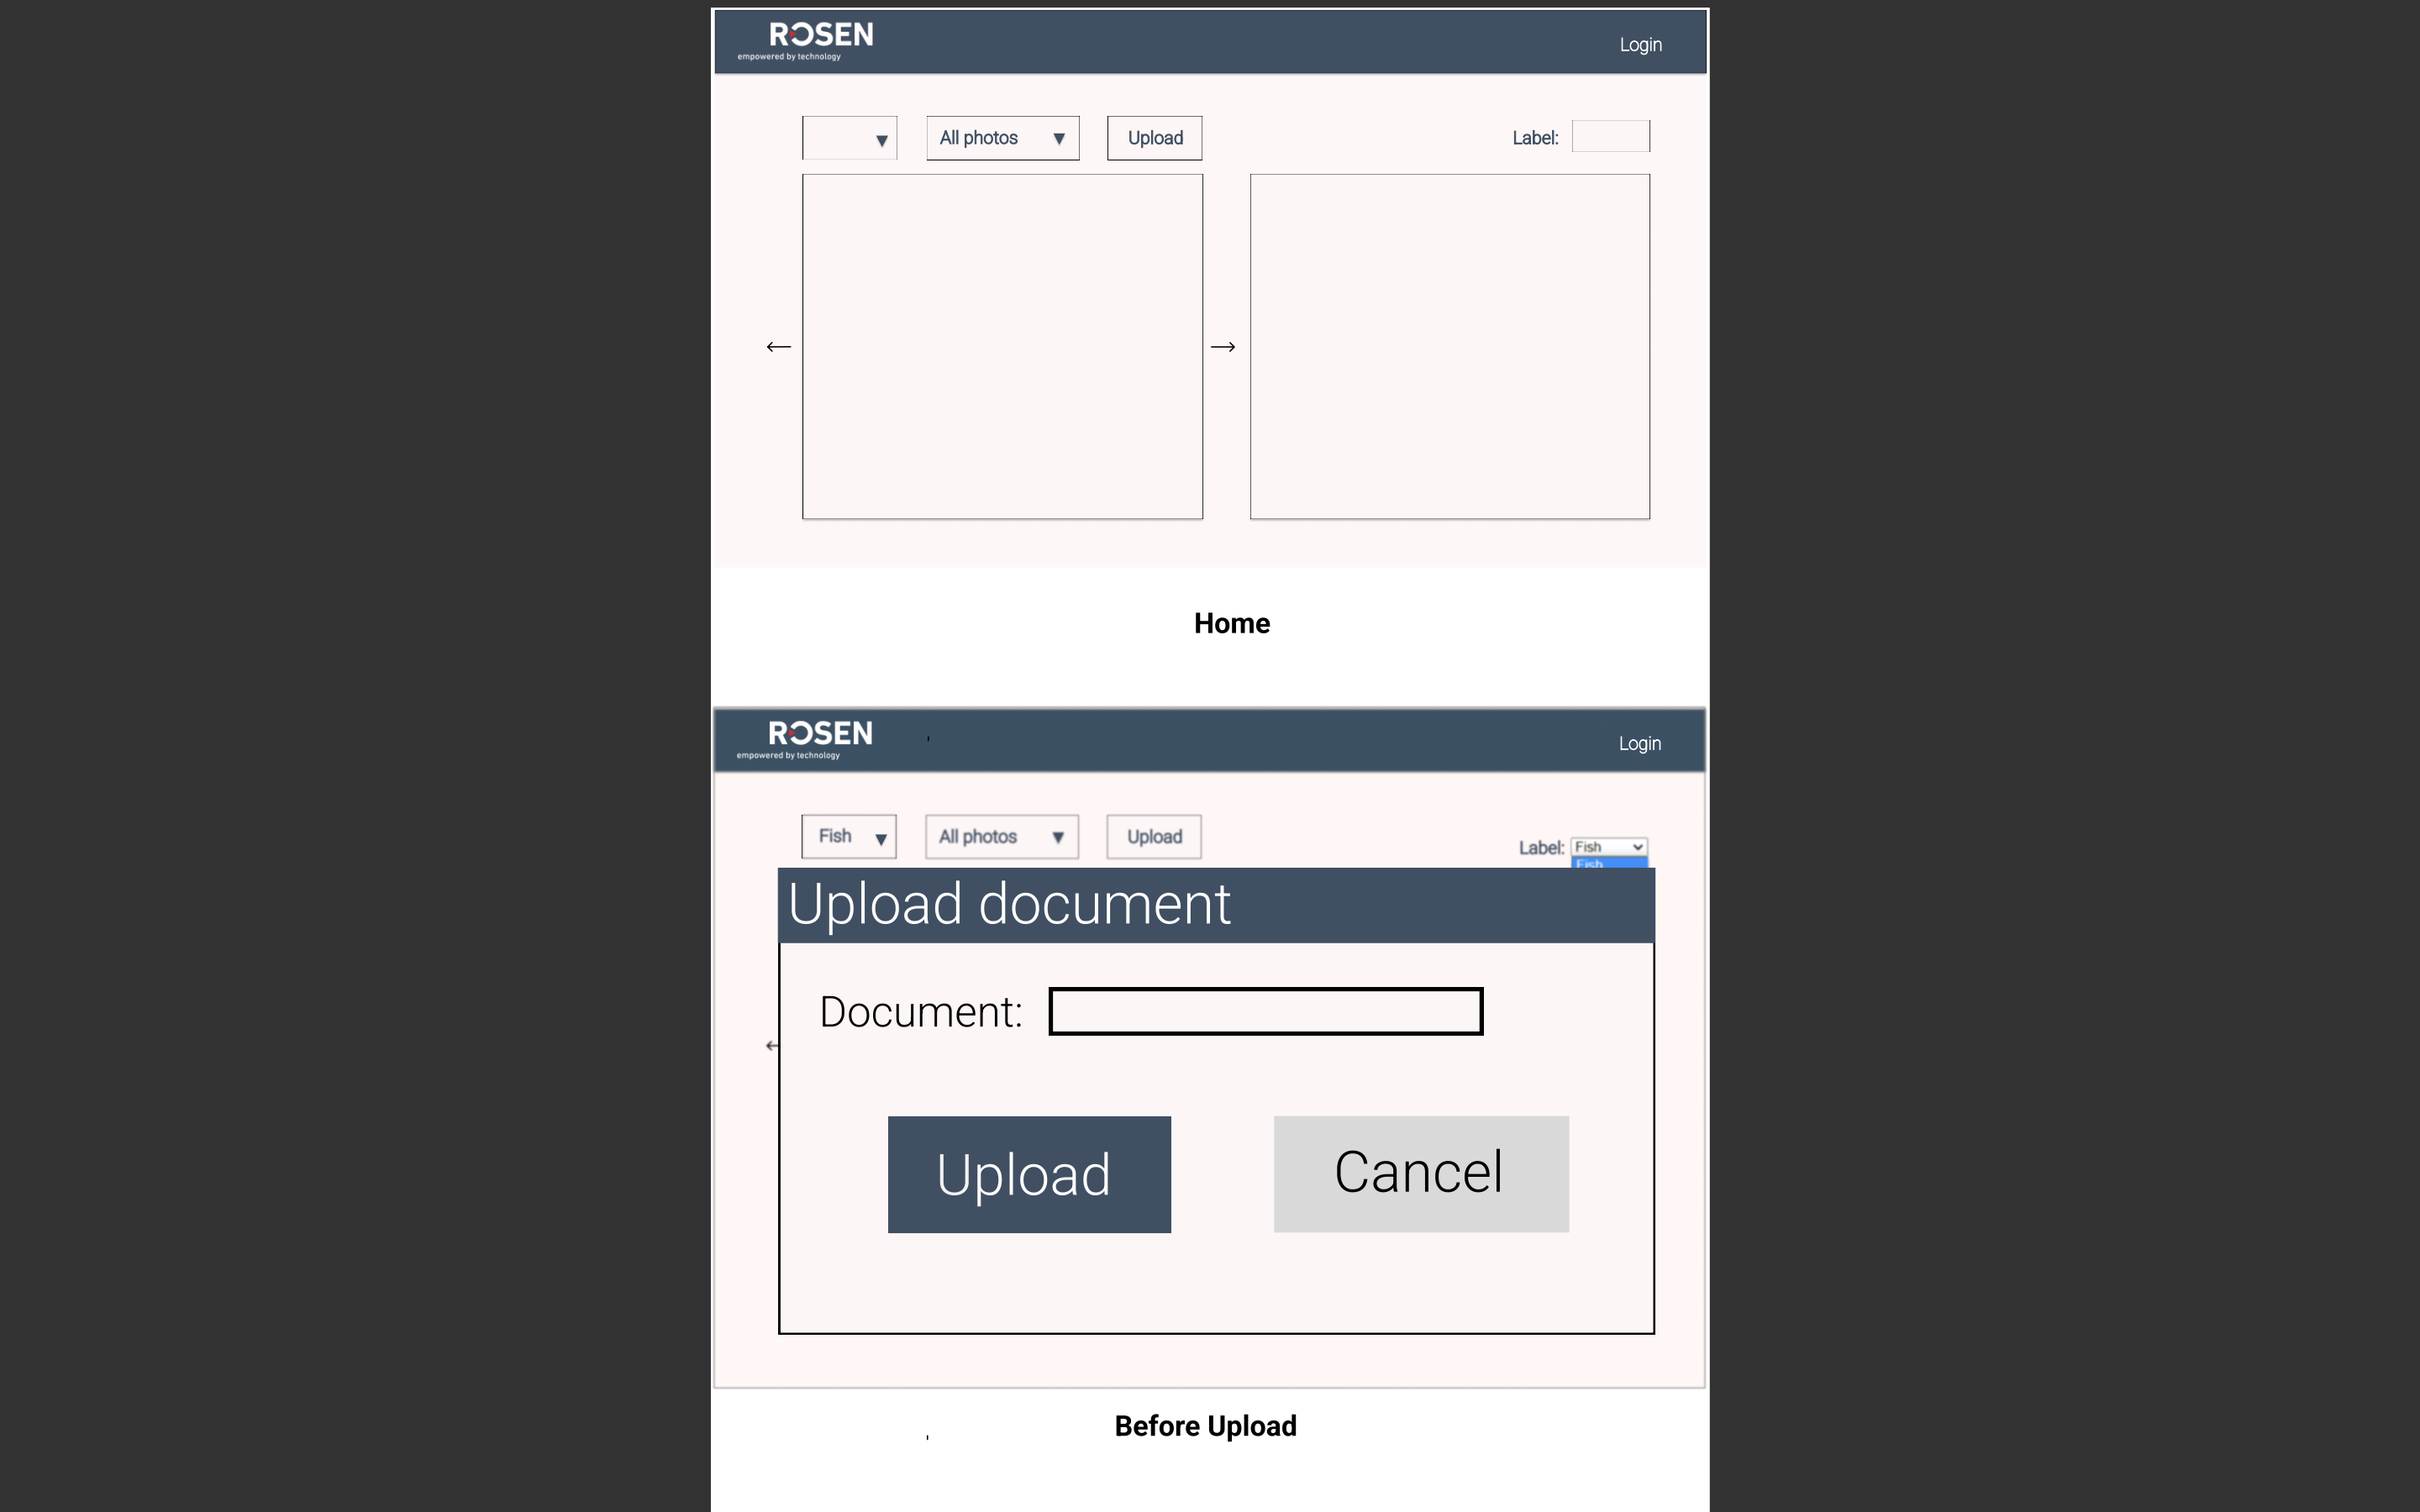 ROSEN
empowered by technology
Login
All photos
Upload
Label:
Home
ROSEN
empowered by technology
Login
Fish
All photos
Upload
Label:
Fish
Fish
Upload document
Document:
Upload
Cancel
Before Upload